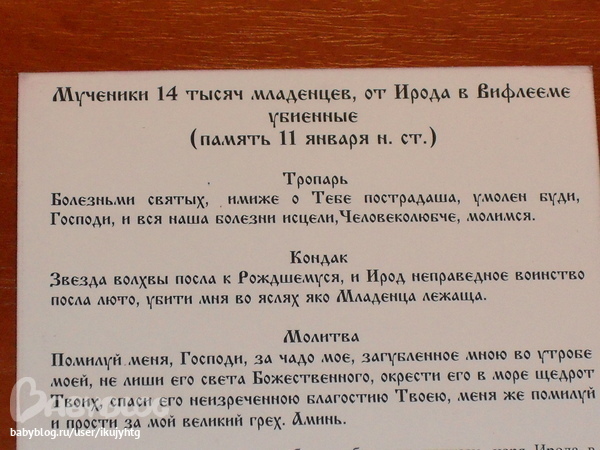 Мученики 14 тысяч младенцев, от Ирода в Вифлееме
убиенные
(память 11 января н. ст.)
Тропарь
Болезньми святых, имиже о Тебе пострадаша, умолен буди,
Господи, и вся наша болезни исцели,Человеколюбче, молимся.
Кондак
Звезда волхвы посла к Рождшемуся, и Ирод неправедное воинство
посла люто, убити мня во яслях яко Младенца лежаща.
Молитва
Помилуй меня, Господи, за чадо мое, загубленное мною во утробе
моей, не лиши его света Божественного, окрести его в море щедрот
Твоих, спаси его неизреченною благостию Твоею, меня же помилуй
и прости за мой великий грех. Аминь.
Бэбиблог
babyblog.ru/user/ikujyhtg